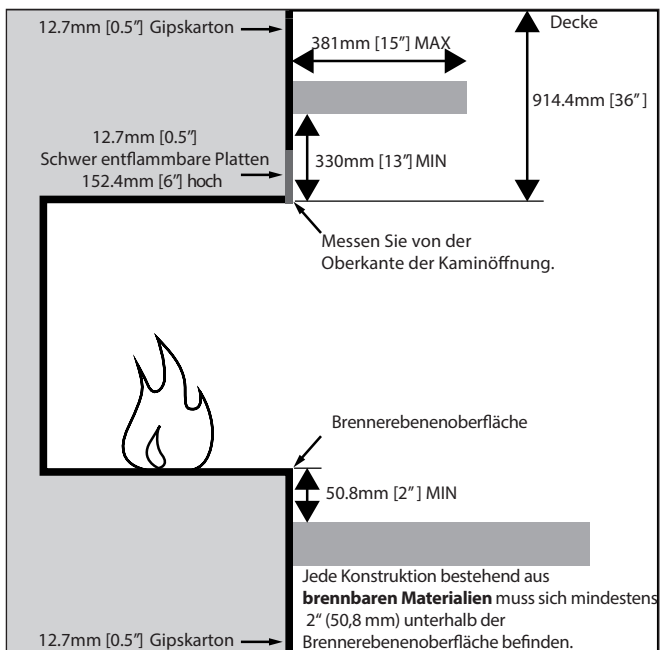 12.7mm [0.5"] Gipskarton
381mm [15"] MAX
Decke
914.4mm [36"]
12.7mm [0.5"]
Schwer entflammbare Platten
152.4mm [6"] hoch
330mm [13"] MIN
Messen Sie von der
Oberkante der Kaminöffnung.
Brennerebenenoberfläche
50.8mm [2"] MIN
Jede Konstruktion bestehend aus
brennbaren Materialien muss sich mindestens
2" (50,8 mm) unterhalb der
Brennerebenenoberfläche befinden.
12.7mm [0.5"] Gipskarton